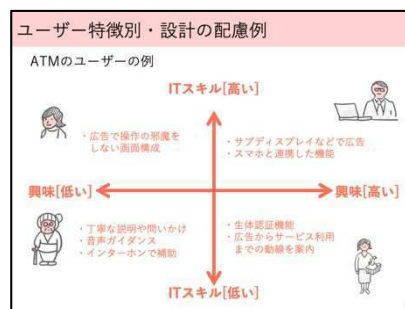 ユーザー特徴別・設計の配慮例
ATMのユーザーの例
ITスキル[高い]
・広告で操作の邪魔を
しない画面構成
・サブディスプレイなどで広告
・スマホと連携した機能
興味[低い]
興味[高い]
・丁寧な説明や問いかけ
・音声ガイダンス
・インターホンで補助
・生体認証機能
・広告からサービス利用
までの動線を案内
ITスキル[低い]